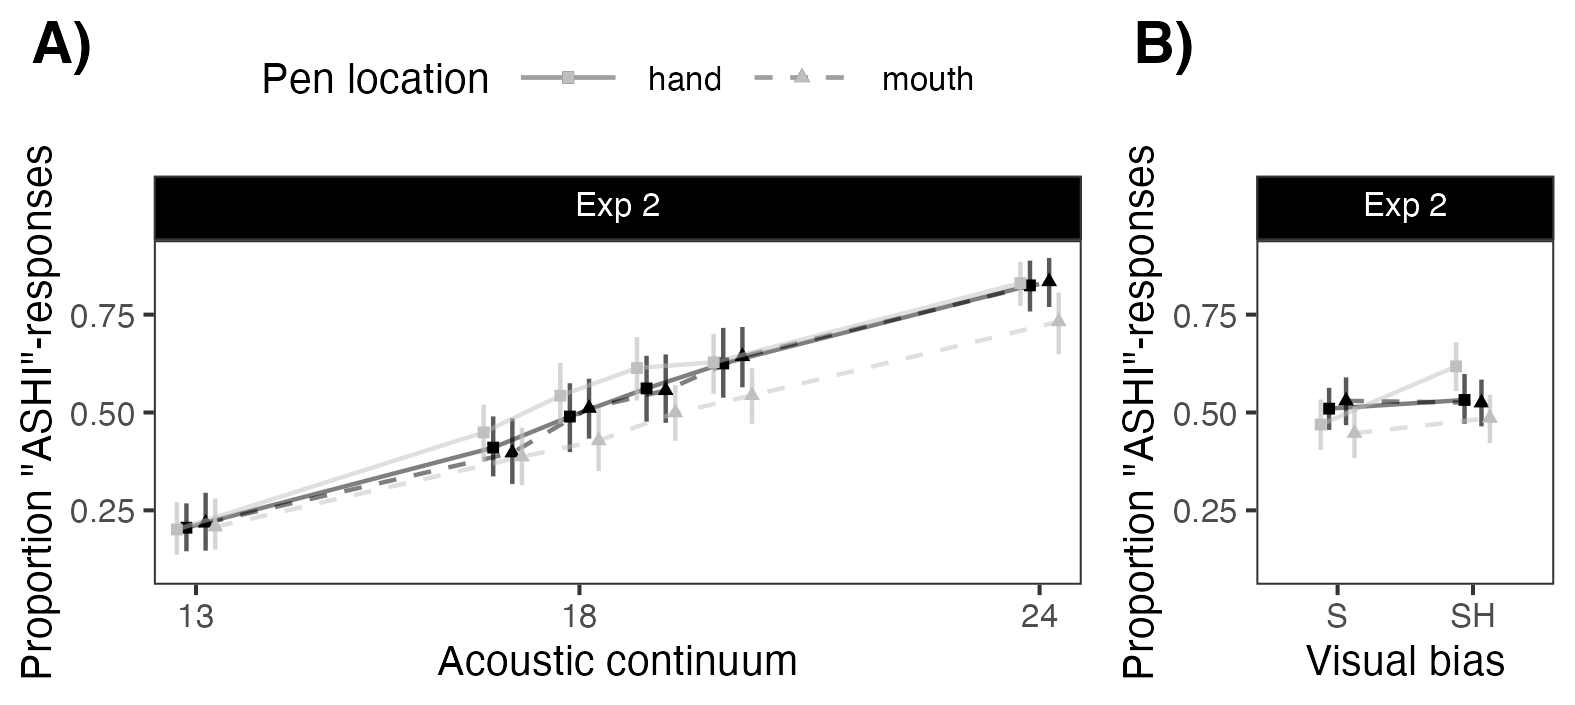 A)
Pen location hand mouth
Proportion "ASHI"-responses
Exp 2
0.75
0.50
0.25
13 18 24
Acoustic continuum
B)
Proportion "ASHI"-responses
Exp 2
0.75
0.50
0.25
S SH
Visual bias